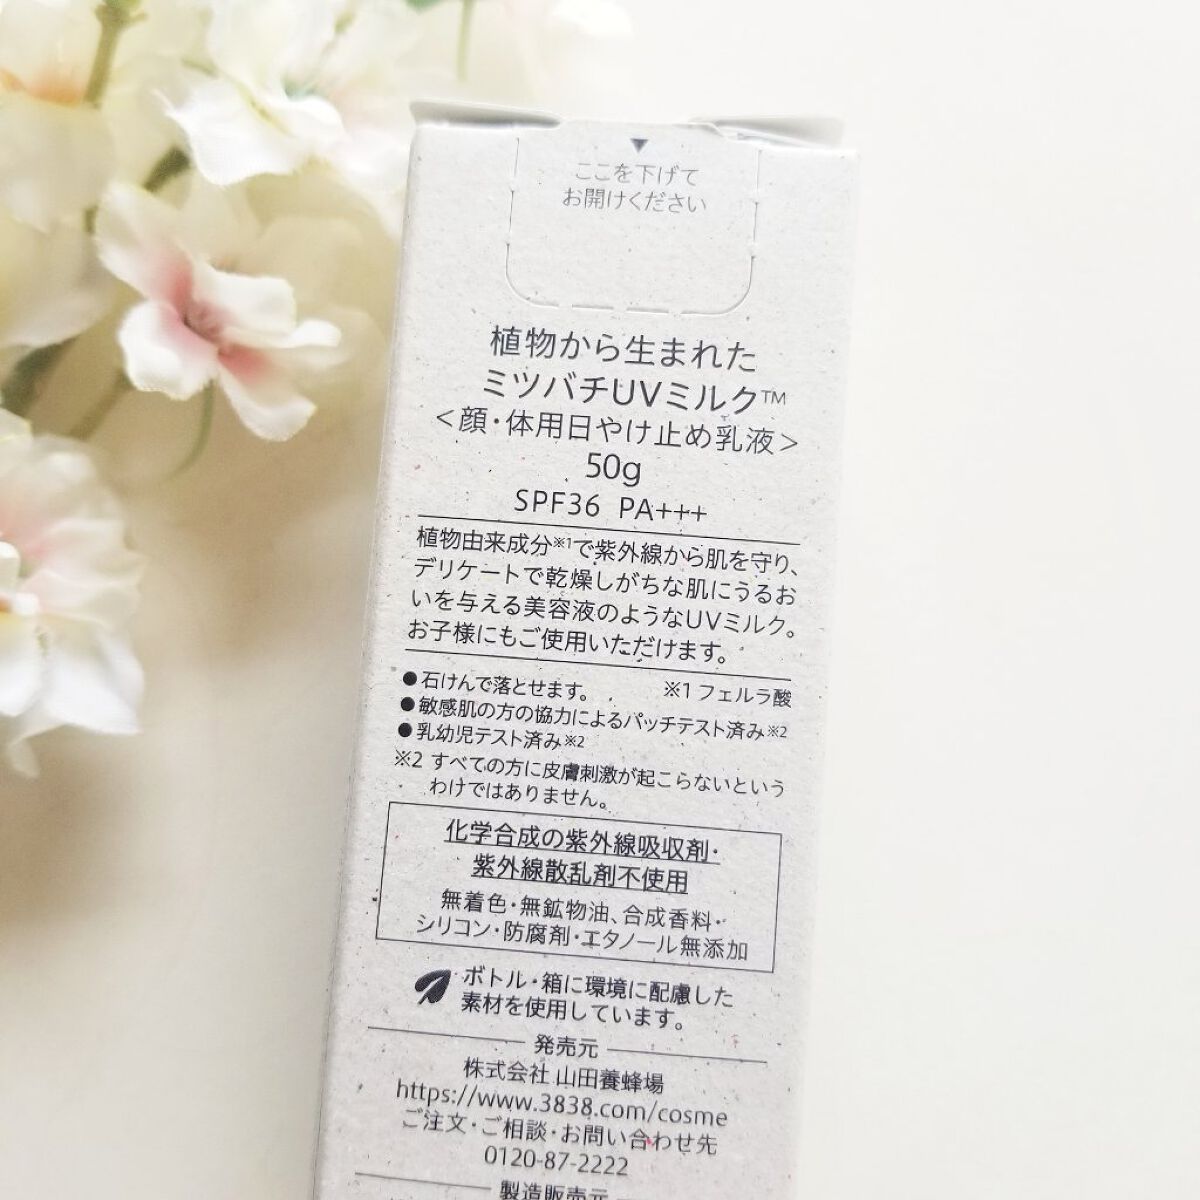 ここを下げて
お開けください
植物から生まれた
ミツバチUVミルク™
<顔・体用日やけ止め乳液>
50g
SPF36 PA+++
植物由来成分※1で紫外線から肌を守り、
デリケートで乾燥しがちな肌にうるお
いを与える美容液のようなUVミルク。
お子様にもご使用いただけます。
●石けんで落とせます。 ※1 フェルラ酸
●敏感肌の方の協力によるパッチテスト済み※2
●乳幼児テスト済み※2
※2 すべての方に皮膚刺激が起こらないという
わけではありません。
化学合成の紫外線吸収剤・
紫外線散乱剤不使用
無着色・無鉱物油、合成香料・
シリコン・防腐剤・エタノール無添加
ボトル・箱に環境に配慮した
素材を使用しています。
発売元
株式会社 山田養蜂場
https://www.3838.com/cosme
ご注文・ご相談・お問い合わせ先
0120-87-2222
製造販売元